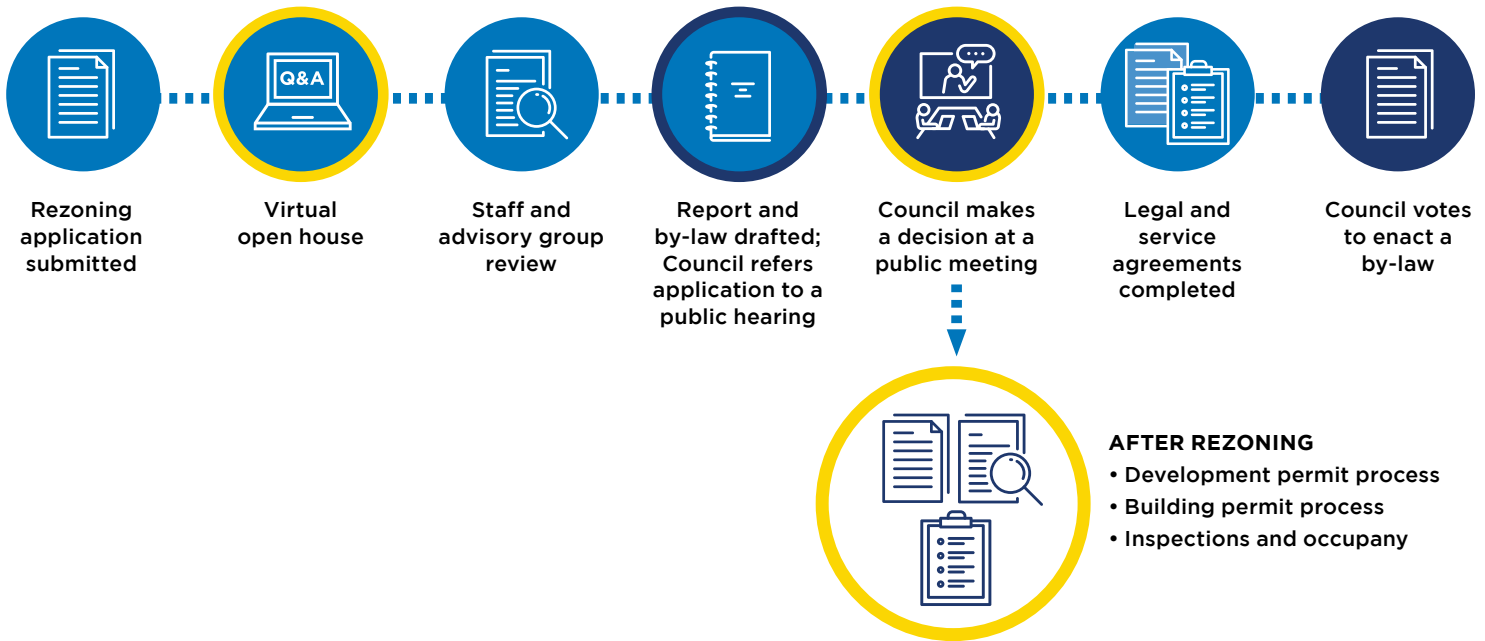 Q&A
Rezoning
application
submitted
Virtual
open house
Staff and
advisory group
review
Report and
by-law drafted;
Council refers
application to a
public hearing
Council makes
a decision at a
public meeting
Legal and
service
agreements
completed
Council votes
to enact a
by-law
AFTER REZONING
• Development permit process
• Building permit process
• Inspections and occupany